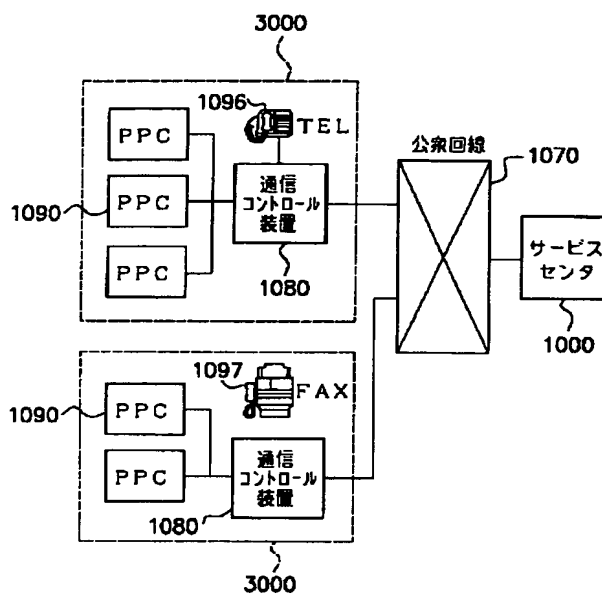 3000
1096
TEL
PPC
1090
PPC
PPC
通信
コントロール
装置
1080
公衆回線
1070
サービス
センタ
1000
1097
FAX
1090
PPC
PPC
通信
コントロール
装置
1080
3000